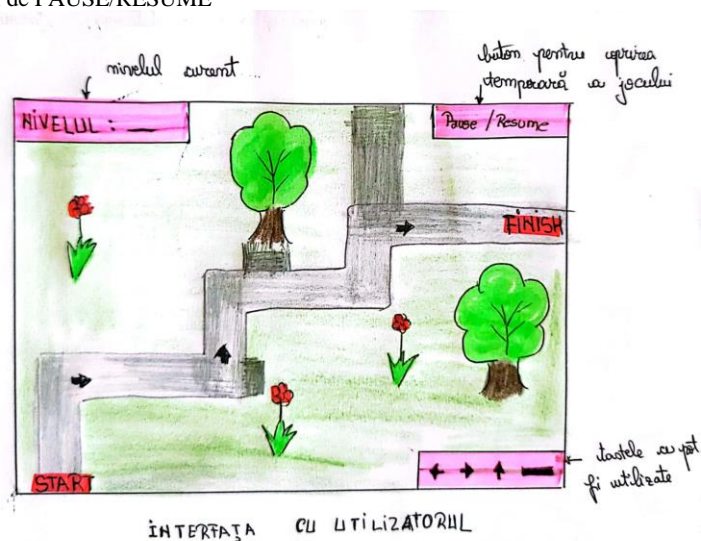 de PAUSE/RESUME
nivelul curent
buton pentru oprirea
temporară a jocului
NIVELUL :
Pause / Resume
FINISH
START
tastele ce pot
fi utilizate
INTERFAȚA CU UTILIZATORUL